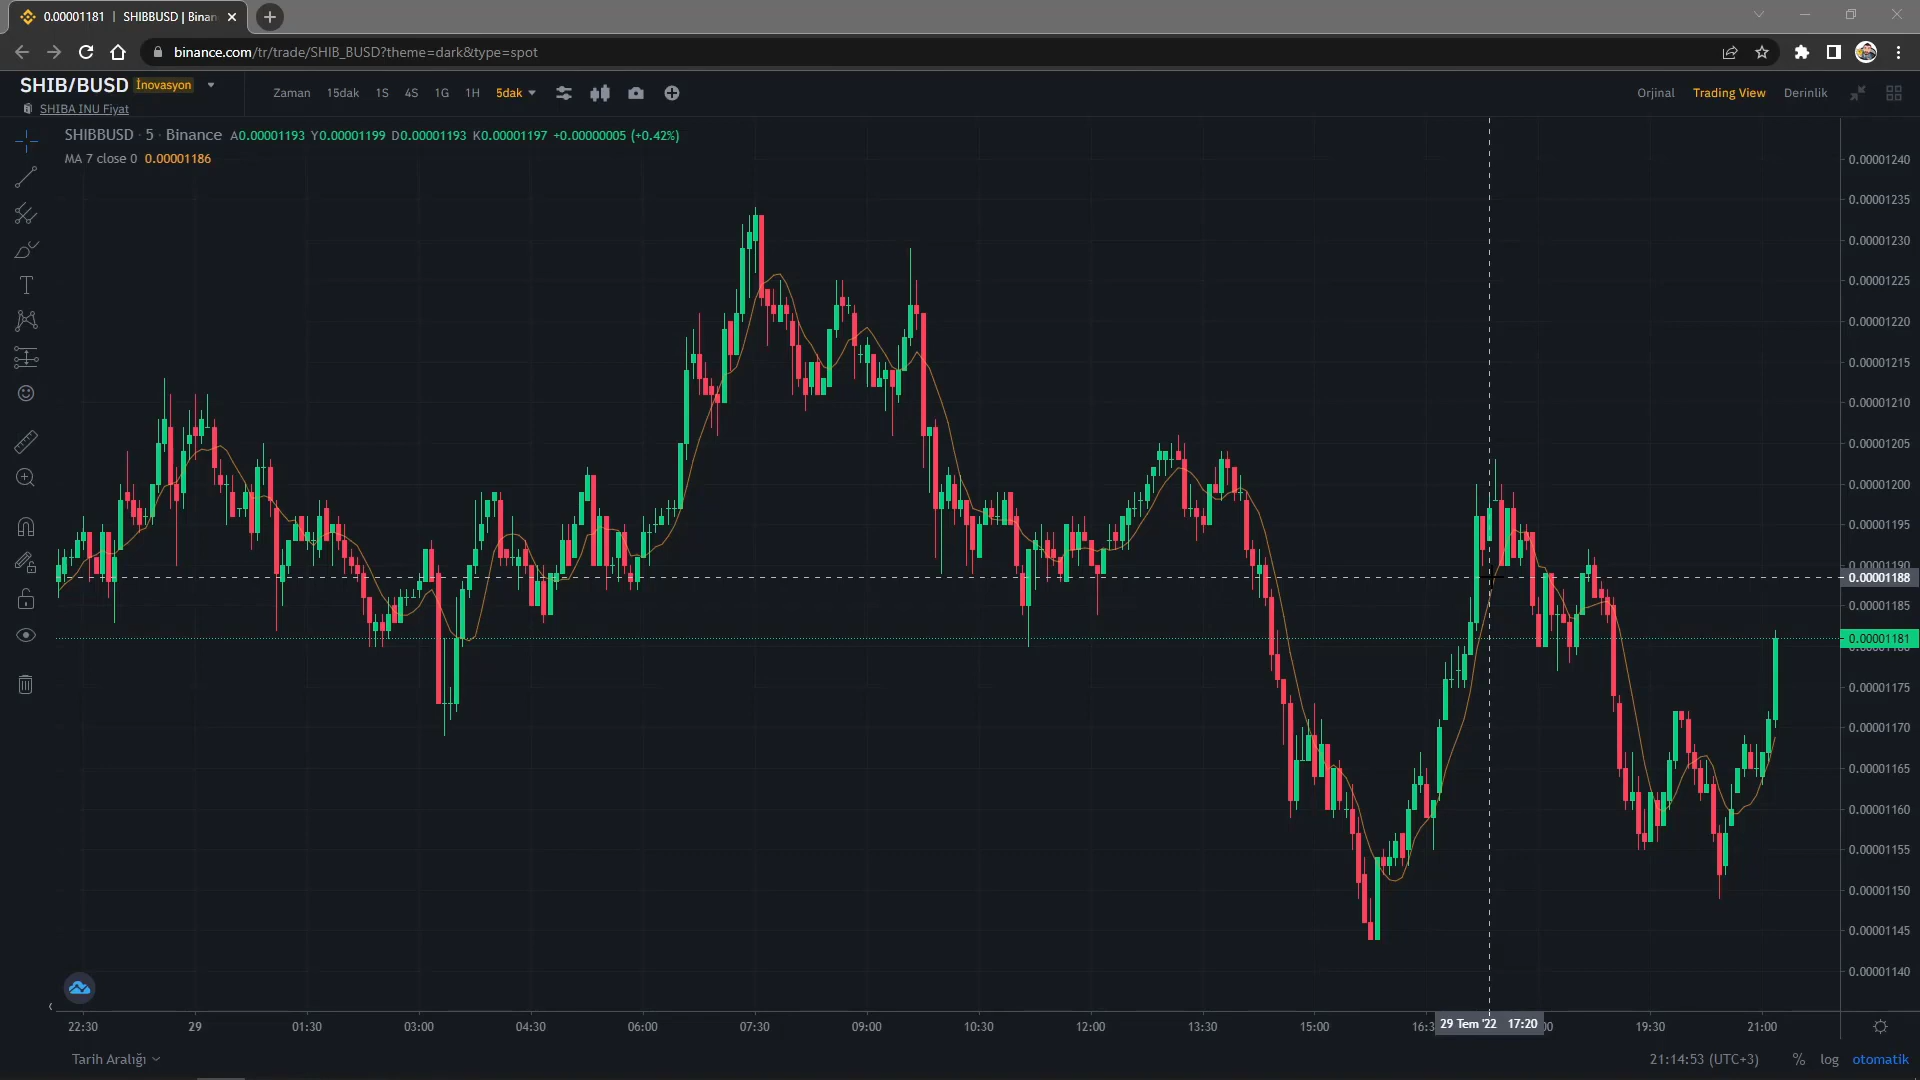 0.00001181 | SHIBBUSD | Binan
binance.com/tr/trade/SHIB_BUSD?theme=dark&type=spot
SHIB/BUSD İnovasyon
SHIBA INU Fiyat
Zaman 15dak 1S 4S 1G 1H 5dak
Orjinal Trading View Derinlik
SHIBBUSD · 5 · Binance A0.00001193 Y0.00001199 D0.00001193 K0.00001197 +0.00000005 (+0.42%)
MA 7 close 0 0.00001186
0.00001240
0.00001235
0.00001230
0.00001225
0.00001220
0.00001215
0.00001210
0.00001205
0.00001200
0.00001195
0.00001190
0.00001188
0.00001185
0.00001181
0.00001180
0.00001175
0.00001170
0.00001165
0.00001160
0.00001155
0.00001150
0.00001145
0.00001140
22:30 29 01:30 03:00 04:30 06:00 07:30 09:00 10:30 12:00 13:30 15:00 16:3 29 Tem '22 17:20 00 19:30 21:00
Tarih Aralığı
21:14:53 (UTC+3) % log otomatik